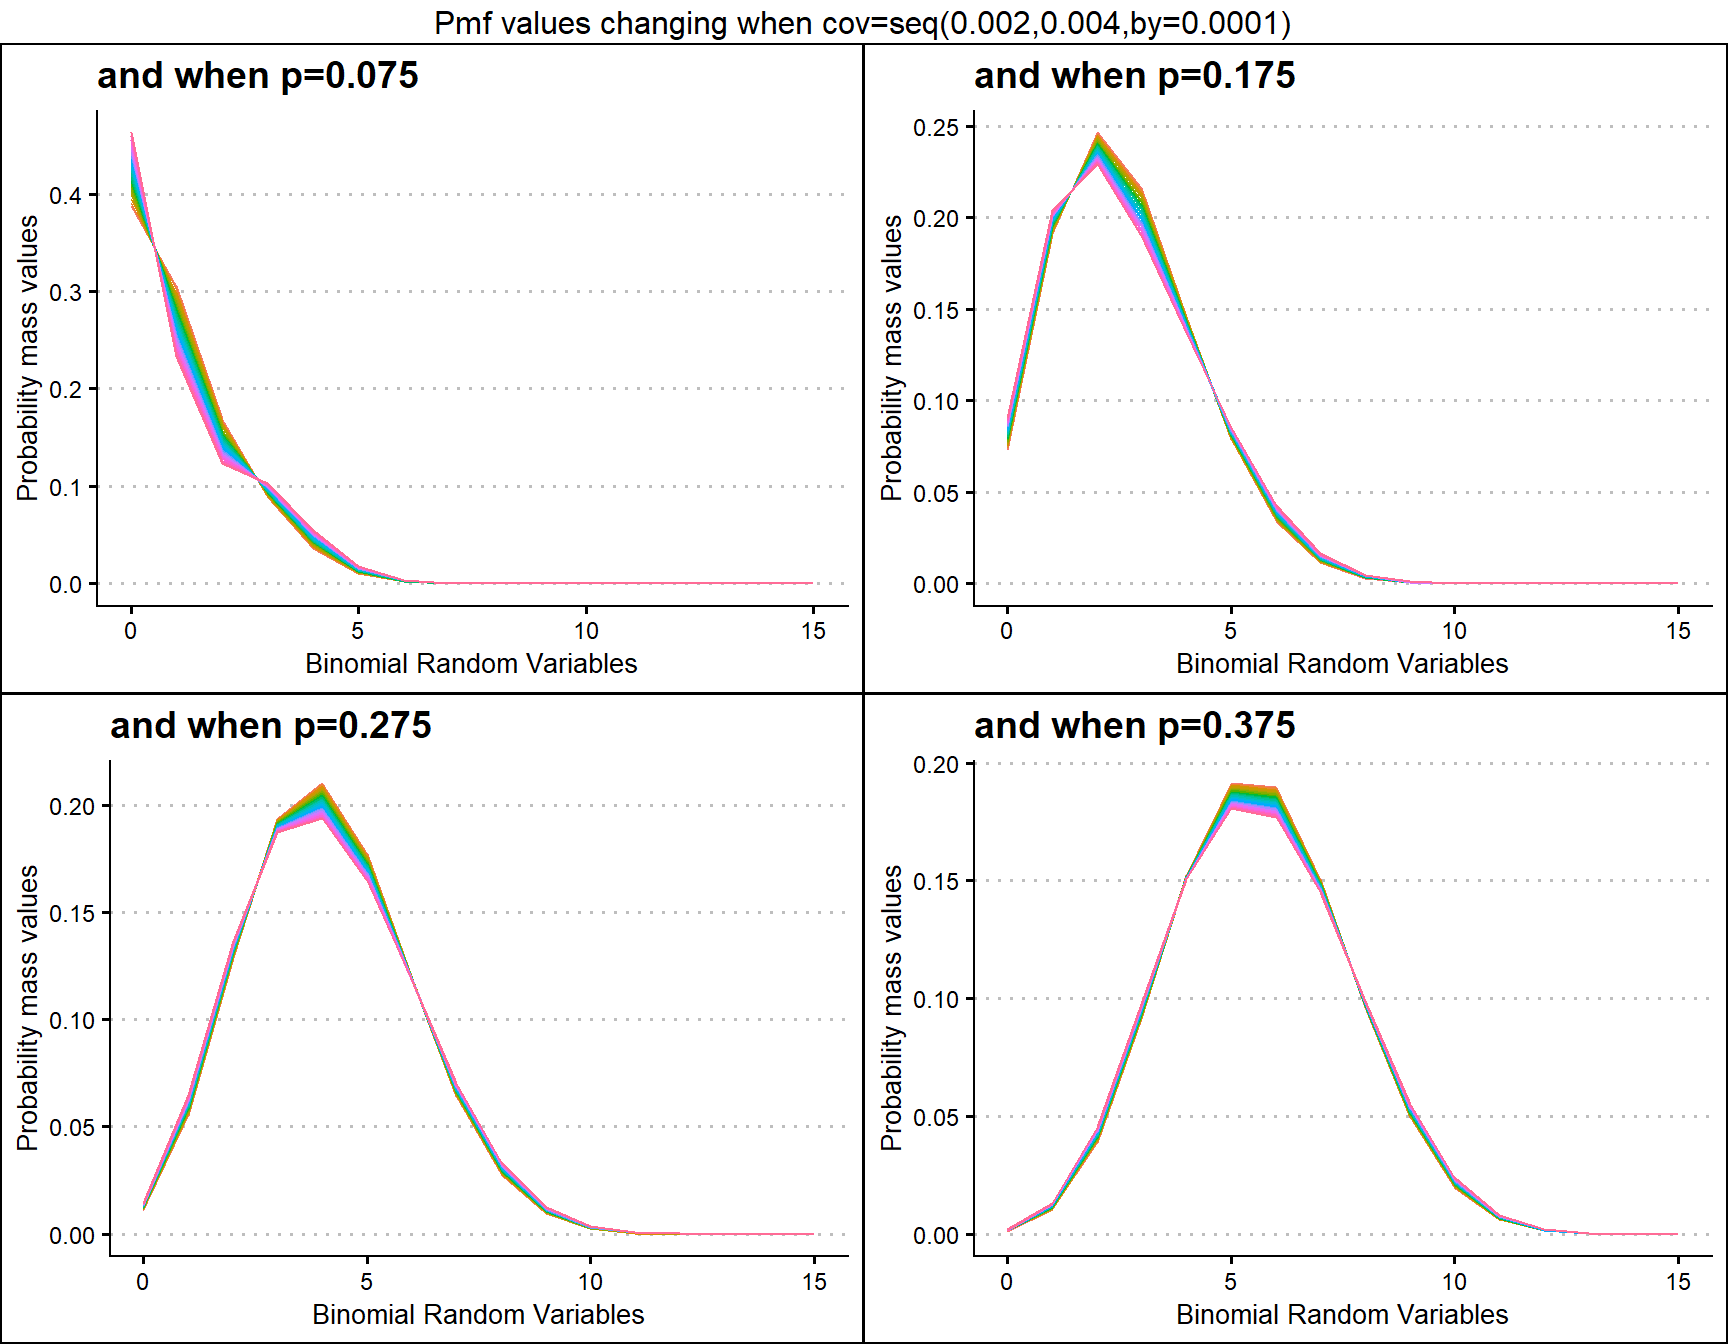 Pmf values changing when cov=seq(0.002,0.004,by=0.0001)
and when p=0.075
Probability mass values
0.4
0.3
0.2
0.1
0.0
0 5 10 15
Binomial Random Variables
and when p=0.175
Probability mass values
0.25
0.20
0.15
0.10
0.05
0.00
0 5 10 15
Binomial Random Variables
and when p=0.275
Probability mass values
0.20
0.15
0.10
0.05
0.00
0 5 10 15
Binomial Random Variables
and when p=0.375
Probability mass values
0.20
0.15
0.10
0.05
0.00
0 5 10 15
Binomial Random Variables